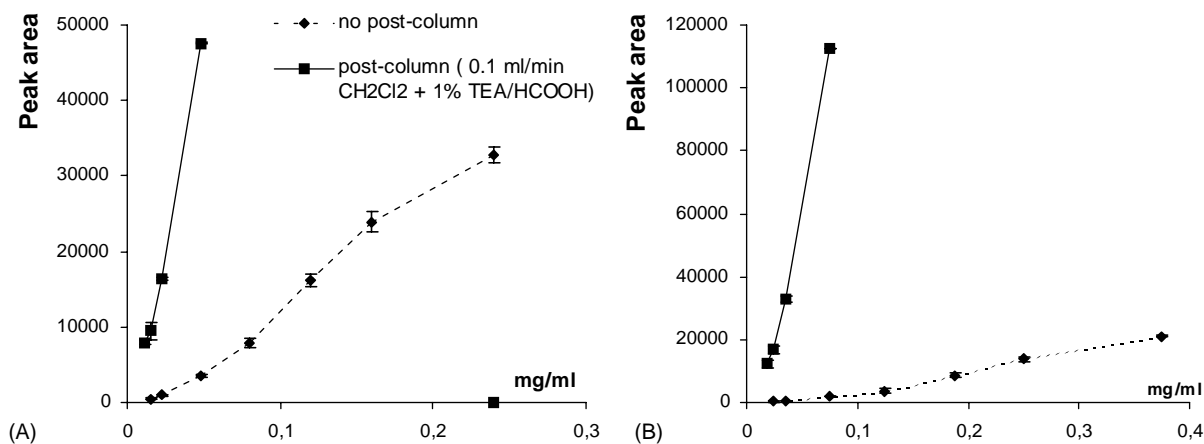 Peak area
50000
40000
30000
20000
10000
0
0
0,1
0,2
0,3
mg/ml
no post-column
post-column ( 0.1 ml/min
CH2Cl2 + 1% TEA/HCOOH)
(A)
Peak area
120000
100000
80000
60000
40000
20000
0
0
0,1
0,2
0,3
0,4
mg/ml
(B)